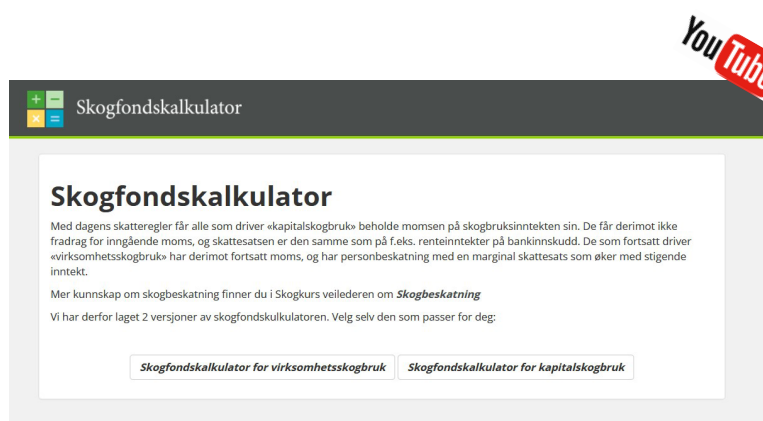 YouTube
+ −
× =
Skogfondskalkulator
Skogfondskalkulator
Med dagens skatteregler får alle som driver «kapitalskogbruk» beholde momsen på skogbruksinntekten sin. De får derimot ikke
fradrag for inngående moms, og skattesatsen er den samme som på f.eks. renteinntekter på bankinnskudd. De som fortsatt driver
«virksomhetsskogbruk» har derimot fortsatt moms, og har personbeskatning med en marginal skattesats som øker med stigende
inntekt.
Mer kunnskap om skogbeskatning finner du i Skogkurs veilederen om Skogbeskatning
Vi har derfor laget 2 versjoner av skogfondskulkulatoren. Velg selv den som passer for deg:
Skogfondskalkulator for virksomhetsskogbruk Skogfondskalkulator for kapitalskogbruk